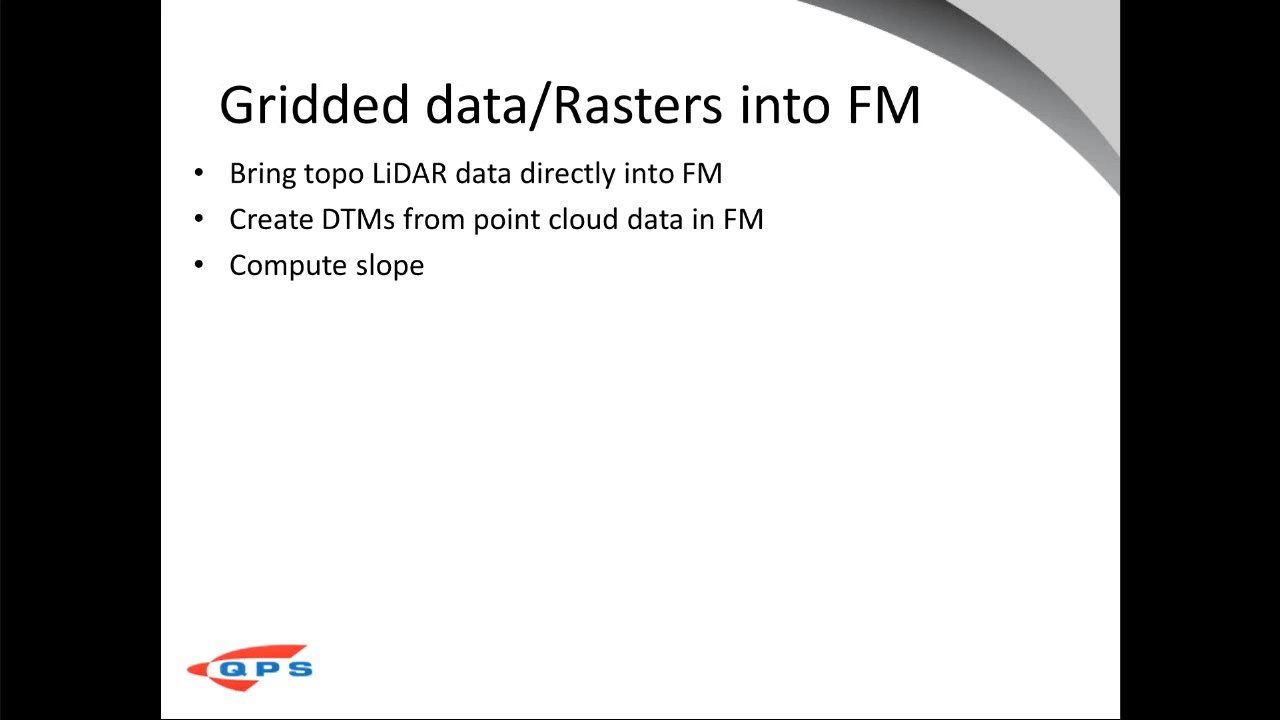 Gridded data/Rasters into FM
• Bring topo LiDAR data directly into FM
• Create DTMs from point cloud data in FM
• Compute slope
QPS